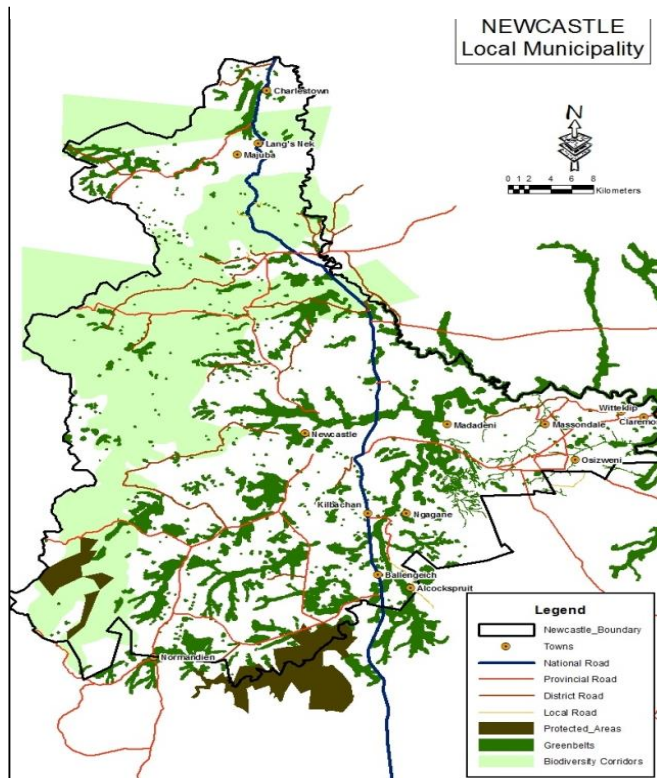 NEWCASTLE
Local Municipality
N
0 1 2 4 6 8
Kilometers
Charlestown
Lang's Nek
Majuba
Witteklip
Claremo
Madadeni
Massondale
Newcastle
Osizweni
Kilbachan
Ngagane
Ballengeich
Alcockspruit
Normandien
Legend
Newcastle_Boundary
Towns
National Road
Provincial Road
District Road
Local Road
Protected_Areas
Greenbelts
Biodiversity Corridors